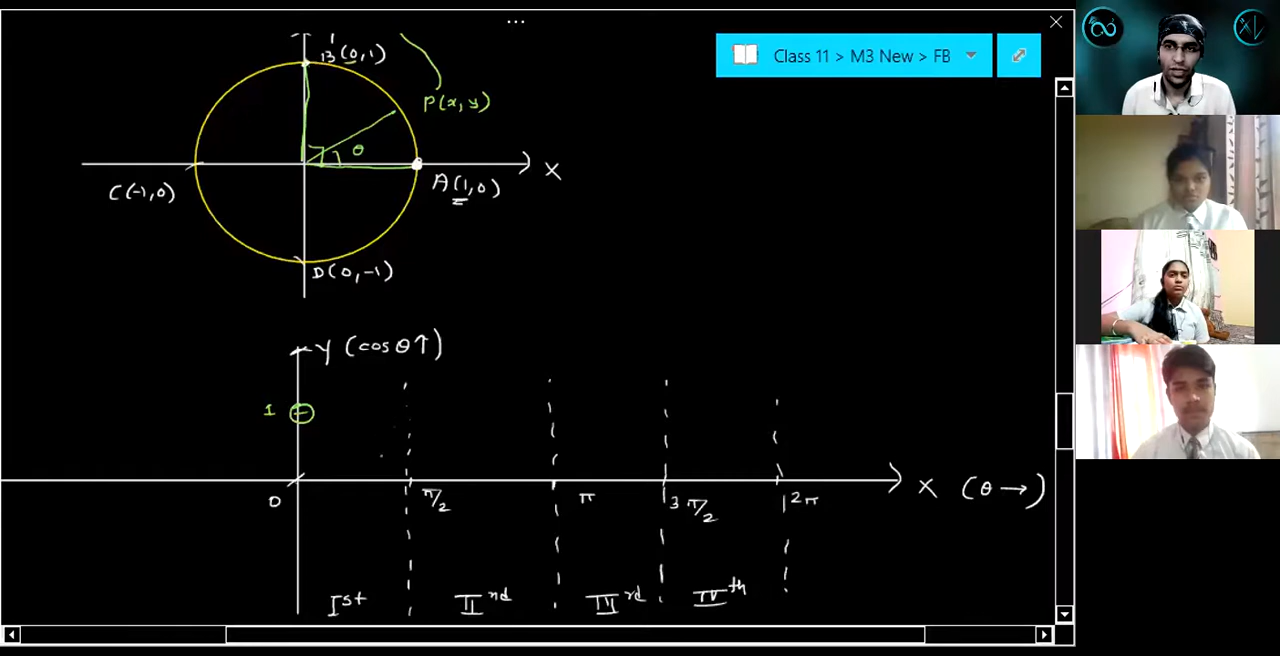 B(0,1)
Class 11 > M3 New > FB
P(x,y)
θ
X
C(-1,0)
A(1,0)
D(0,-1)
Y (cosθ↑)
1
0
π/2
π
3π/2
2π
X (θ→)
Ist
IInd
IIIrd
IVth